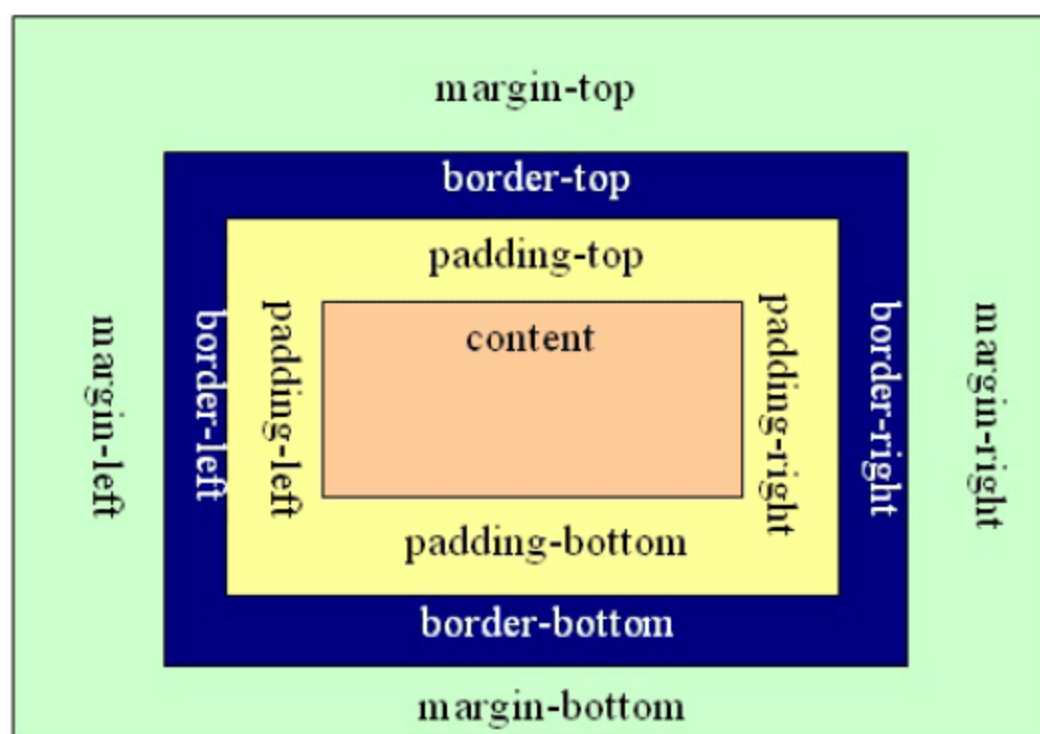 margin-top
border-top
padding-top
content
margin-left
border-left
padding-left
padding-right
border-right
margin-right
padding-bottom
border-bottom
margin-bottom